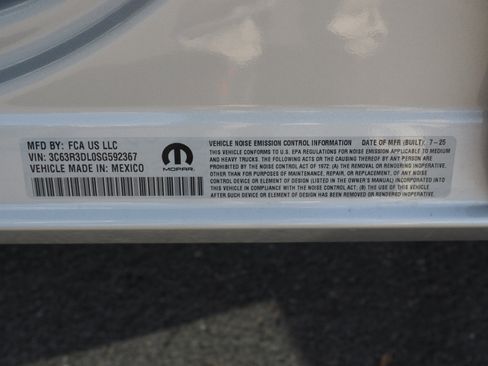 MFD BY: FCA US LLC
VIN: 3C63R3DL0SG592367
VEHICLE MADE IN: MEXICO
MOPAR
VEHICLE NOISE EMISSION CONTROL INFORMATION DATE OF MFR (BUILT): 7-25
THIS VEHICLE CONFORMS TO U.S. EPA REGULATIONS FOR NOISE EMISSION APPLICABLE TO MEDIUM
AND HEAVY TRUCKS. THE FOLLOWING ACTS OR THE CAUSING THEREOF BY ANY PERSON ARE
PROHIBITED BY THE NOISE CONTROL ACT OF 1972; (A) THE REMOVAL OR RENDERING INOPERATIVE,
OTHER THAN FOR PURPOSES OF MAINTENANCE, REPAIR, OR REPLACEMENT, OF ANY NOISE
CONTROL DEVICE OR ELEMENT OF DESIGN (LISTED IN THE OWNER'S MANUAL) INCORPORATED INTO
THIS VEHICLE IN COMPLIANCE WITH THE NOISE CONTROL ACT; (B) THE USE OF THIS VEHICLE
AFTER SUCH DEVICE OR ELEMENT OF DESIGN HAS BEEN REMOVED OR RENDERED INOPERATIVE.